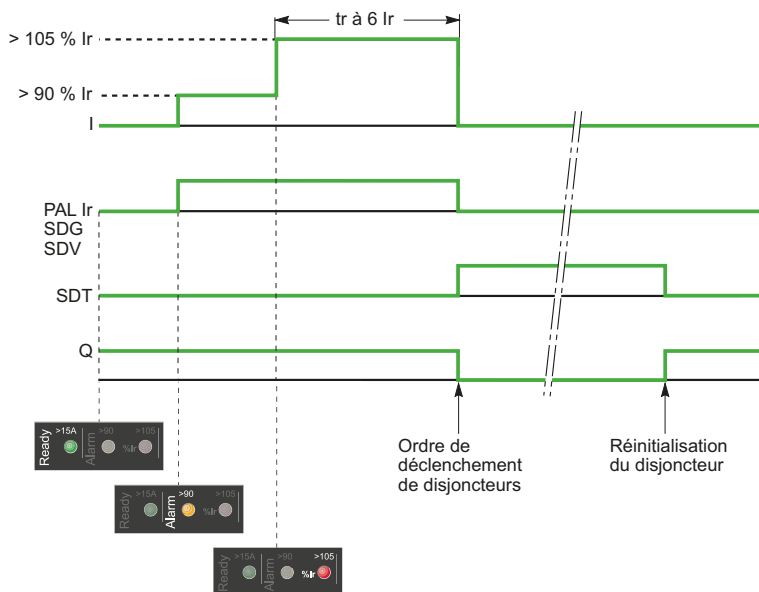 tr à 6 Ir
> 105 % Ir
> 90 % Ir
I
PAL Ir
SDG
SDV
SDT
Q
Ordre de
déclenchement
de disjoncteurs
Réinitialisation
du disjoncteur
Ready
>15A
Alarm
>90
%Ir
>105
Ready
>15A
Alarm
>90
%Ir
>105
Ready
>15A
Alarm
>90
%Ir
>105